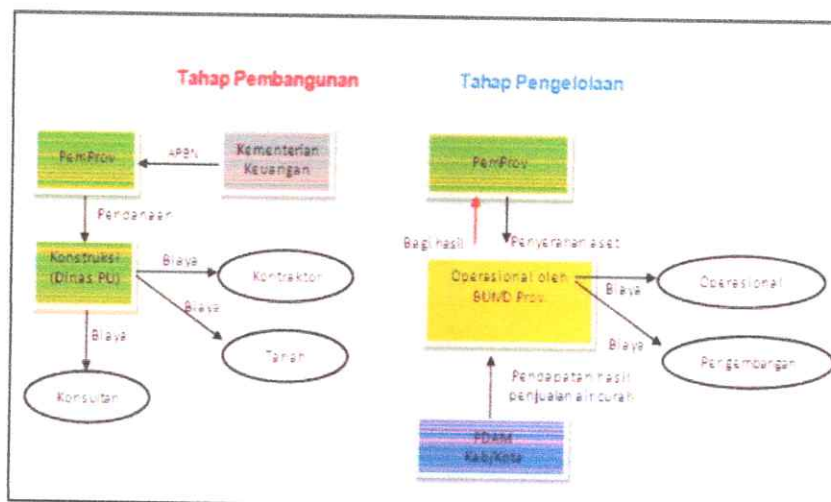 Tahap Pembangunan
Tahap Pengelolaan
PemProv
APBN
Kementerian
Keuangan
Pendanaan
Konstruksi
(Dinas PU)
Biaya
Kontraktor
Biaya
Tanah
Biaya
Konsultan
PemProv
Bagi hasil
Penyerahan aset
Operasional oleh
BUMD Prov.
Biaya
Operasional
Biaya
Pengembangan
Pendapatan hasil
penjualan air curah
PDAM
Kab/Kota